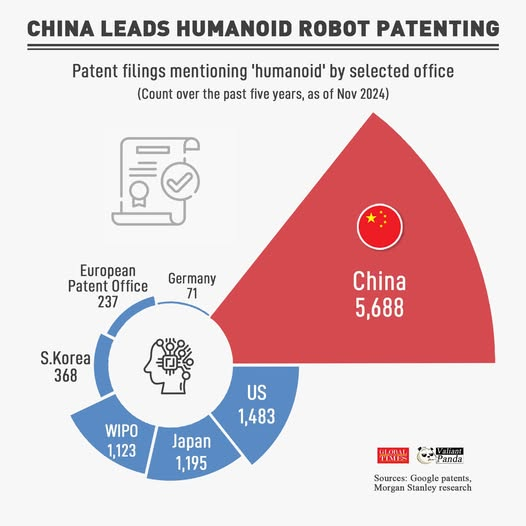 CHINA LEADS HUMANOID ROBOT PATENTING
Patent filings mentioning 'humanoid' by selected office
(Count over the past five years, as of Nov 2024)
European
Patent Office
237
Germany
71
China
5,688
S.Korea
368
US
1,483
WIPO
1,123
Japan
1,195
GLOBAL
TIMES
Valiant
Panda
Sources: Google patents,
Morgan Stanley research